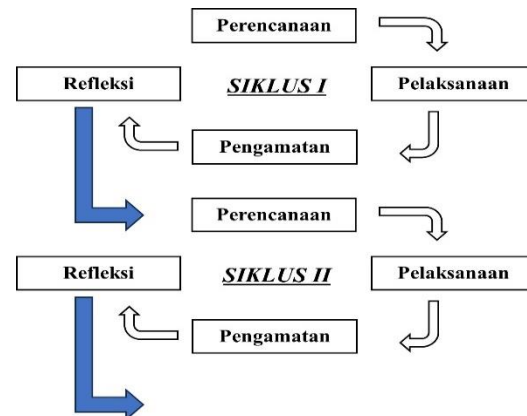 Perencanaan
Refleksi
SIKLUS I
Pelaksanaan
Pengamatan
Perencanaan
Refleksi
SIKLUS II
Pelaksanaan
Pengamatan